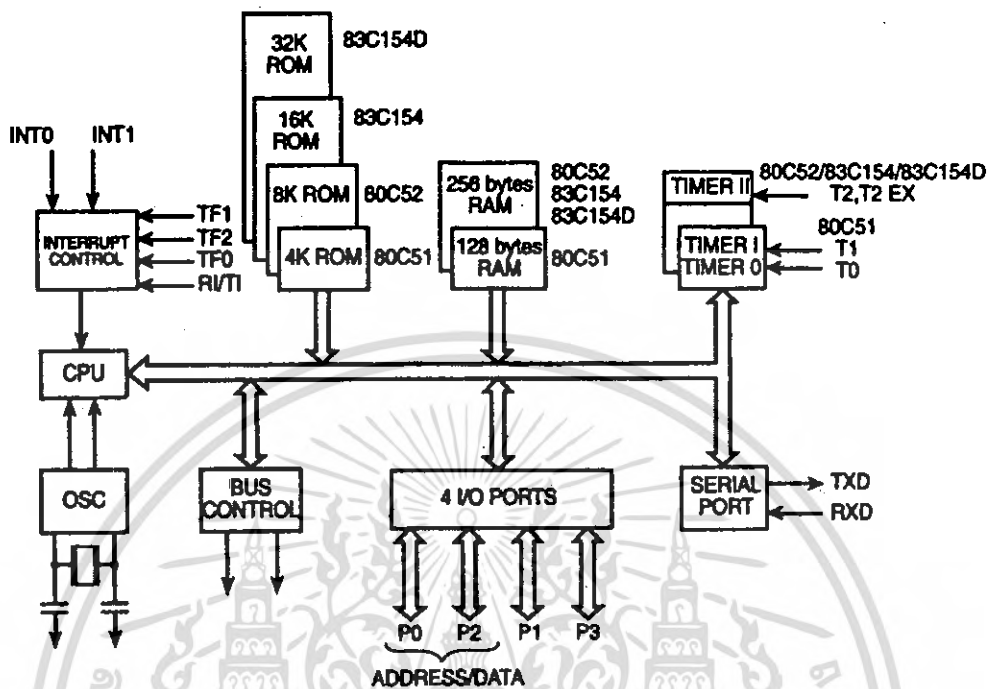 32K
ROM
83C154D
16K
ROM
83C154
INT0
INT1
8K ROM
80C52
4K ROM
80C51
256 bytes
RAM
80C52
83C154
83C154D
128 bytes
RAM
80C51
TIMER II
80C52/83C154/83C154D
T2,T2 EX
80C51
TIMER I
T1
TIMER 0
T0
INTERRUPT
CONTROL
TF1
TF2
TF0
RI/TI
CPU
OSC
BUS
CONTROL
4 I/O PORTS
SERIAL
PORT
TXD
RXD
P0
P2
P1
P3
ADDRESS/DATA